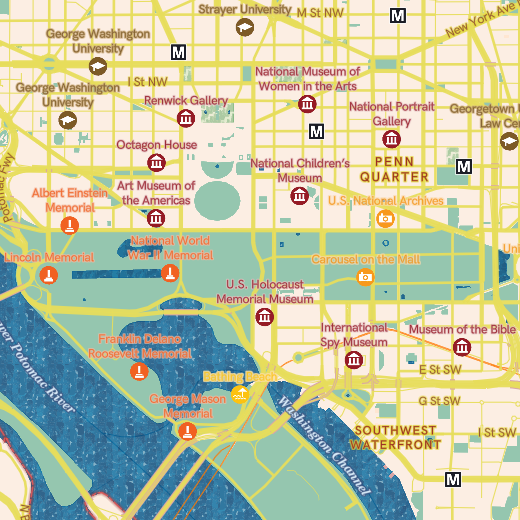 Strayer University
M St NW
New York Ave
George Washington
University
M
M
I St NW
National Museum of
Women in the Arts
George Washington
University
Renwick Gallery
National Portrait
Gallery
Georgetown
Law
M
Octagon House
National Children's
Museum
PENN
QUARTER
M
Potomac Fwy
Albert Einstein
Memorial
Art Museum of
the Americas
U.S. National Archives
National World
War II Memorial
Lincoln Memorial
Carousel on the Mall
U.S. Holocaust
Memorial Museum
International
Spy Museum
Museum of the Bible
Franklin Delano
Roosevelt Memorial
Potomac River
Bathing Beach
George Mason
Memorial
E St SW
G St SW
Washington Channel
SOUTHWEST
WATERFRONT
I St SW
M